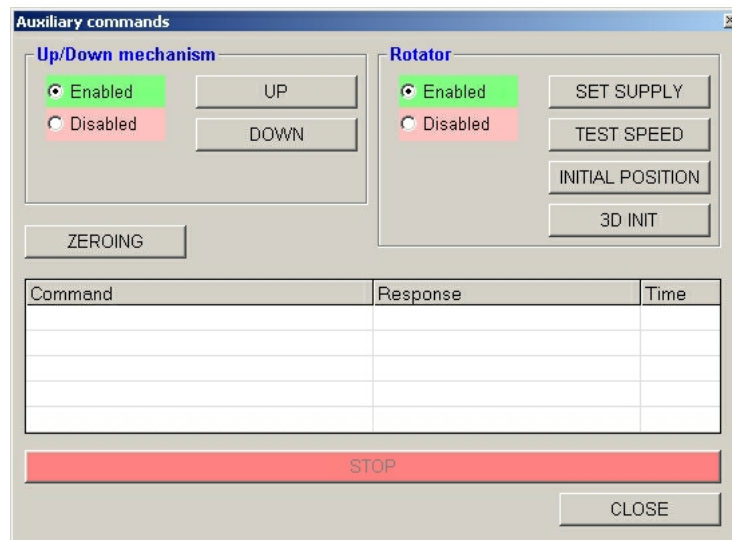 Auxiliary commands
Up/Down mechanism
Enabled
Disabled
UP
DOWN
Rotator
Enabled
Disabled
SET SUPPLY
TEST SPEED
INITIAL POSITION
3D INIT
ZEROING
Command Response Time
STOP
CLOSE